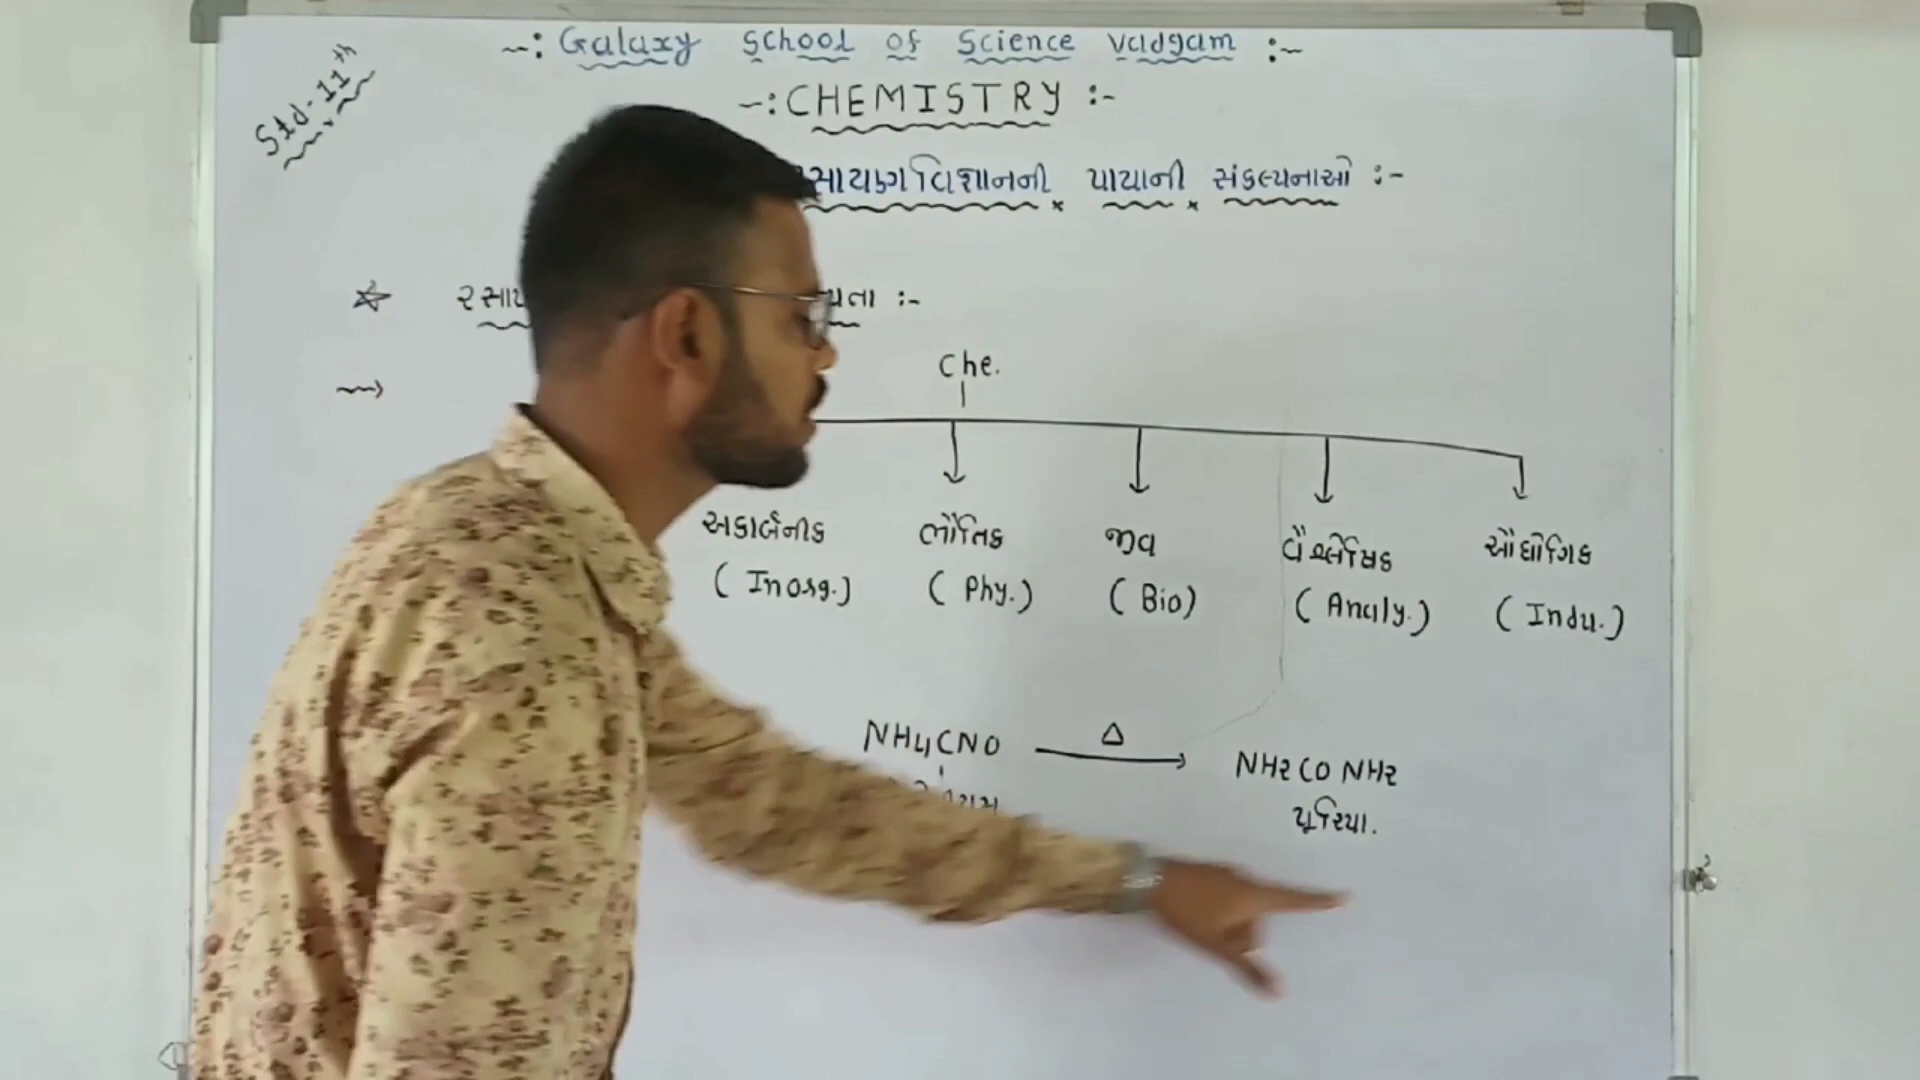 Std-11th
~: Galaxy School of Science Vadgam :~
~: CHEMISTRY :-
રસાયણવિજ્ઞાનની પાયાની સંકલ્પનાઓ :-
:-
Che.
અકાર્બનીક ભૌતિક જીવ વૈશ્લેષિક ઔદ્યોગિક
( Inorg.) ( Phy.) ( Bio) ( Analy.) ( Indu.)
NH4CNO Δ NH2CONH2
યૂરિયા.